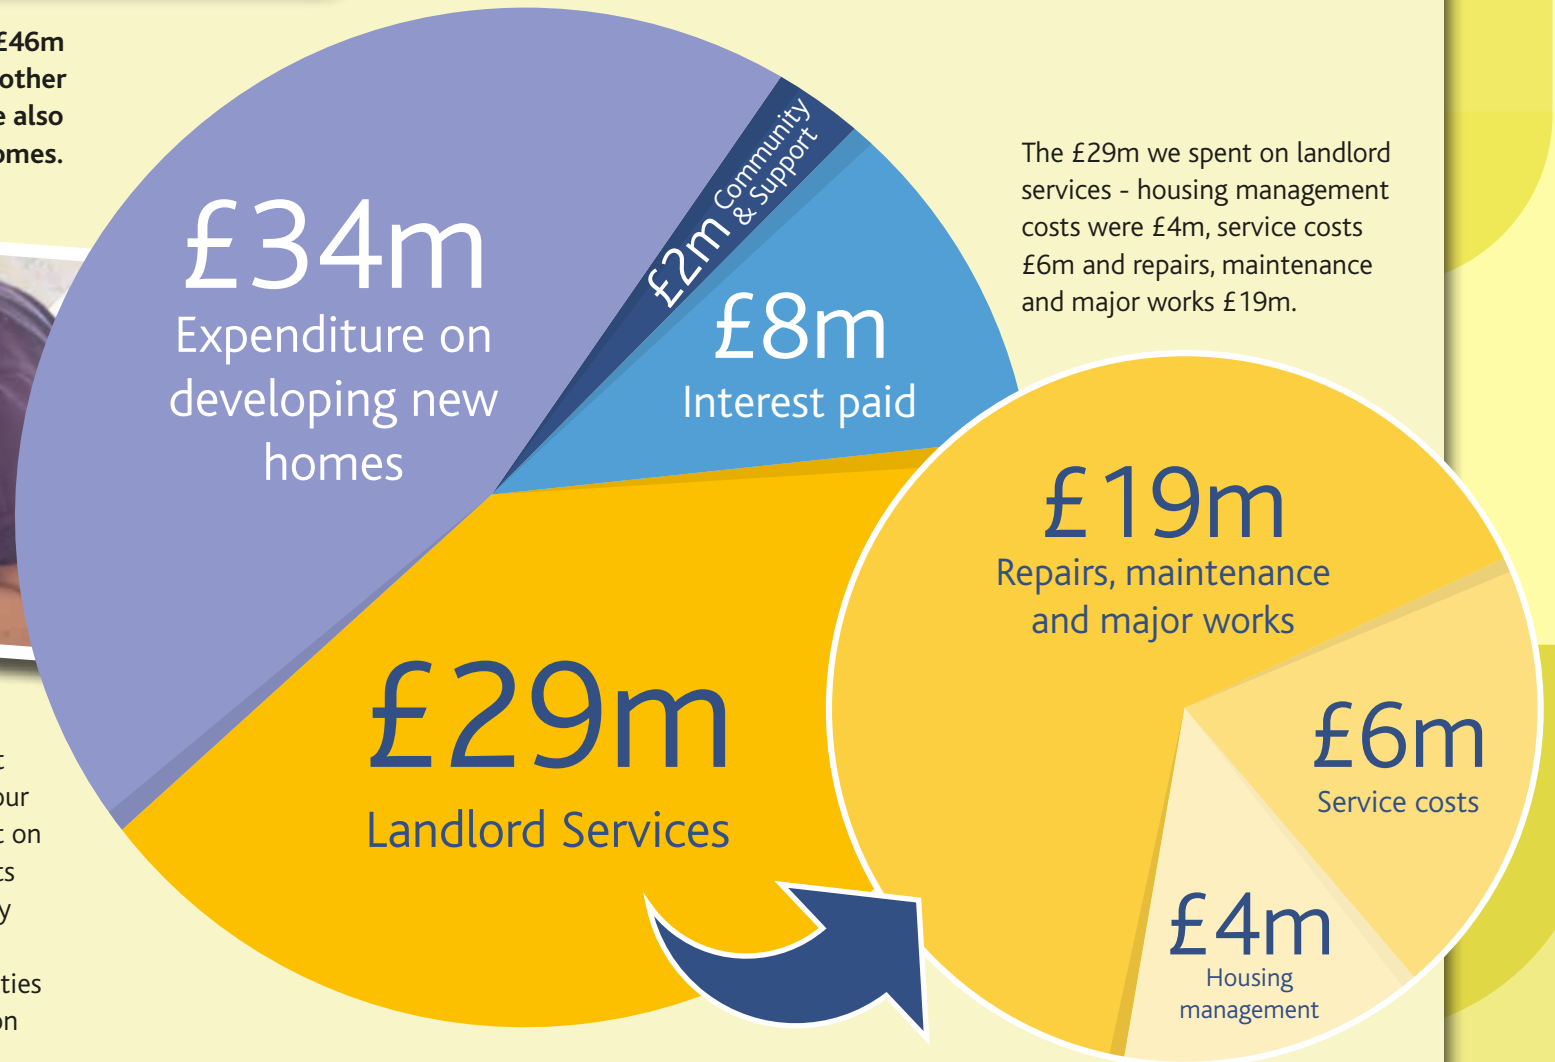 £46m
other
also
omes.
£34m
Expenditure on
developing new
homes
£2m Community
& Support
£8m
Interest paid
The £29m we spent on landlord
services - housing management
costs were £4m, service costs
£6m and repairs, maintenance
and major works £19m.
£29m
Landlord Services
£19m
Repairs, maintenance
and major works
£6m
Service costs
£4m
Housing
management
our
on
ties
on